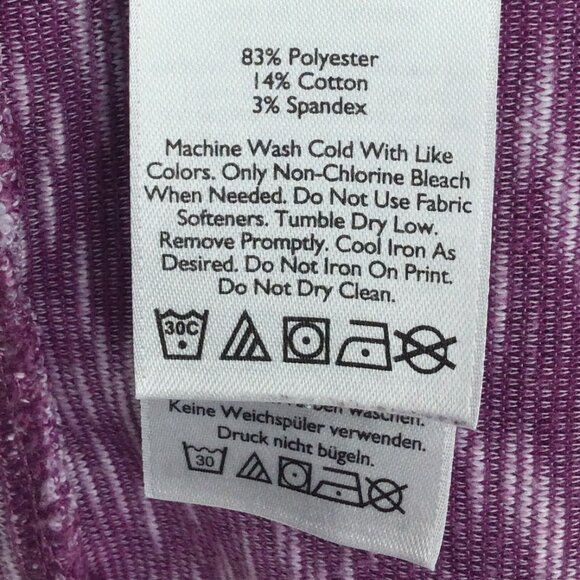 83% Polyester
14% Cotton
3% Spandex
Machine Wash Cold With Like
Colors. Only Non-Chlorine Bleach
When Needed. Do Not Use Fabric
Softeners. Tumble Dry Low.
Remove Promptly. Cool Iron As
Desired. Do Not Iron On Print.
Do Not Dry Clean.
30C
waschen.
Keine Weichspüler verwenden.
Druck nicht bügeln.
30